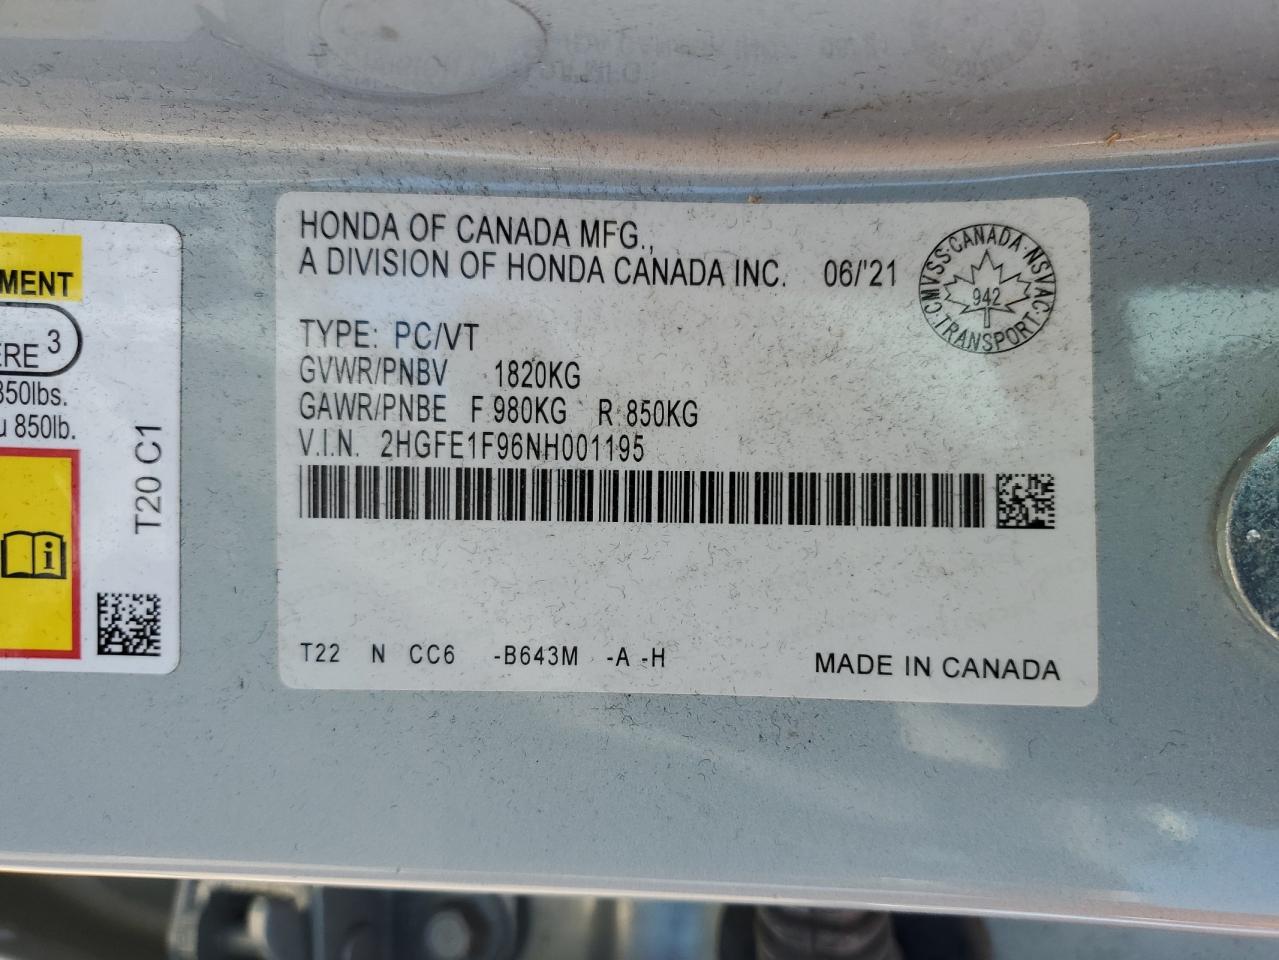 MENT
ERE 3
850lbs.
u 850lb.
T20 C1
HONDA OF CANADA MFG.,
A DIVISION OF HONDA CANADA INC. 06/'21
CMVSS·CANADA·NSVAC·TRANSPORT·
942
TYPE: PC/VT
GVWR/PNBV 1820KG
GAWR/PNBE F 980KG R 850KG
V.I.N. 2HGFE1F96NH001195
T22 N CC6 -B643M -A -H
MADE IN CANADA